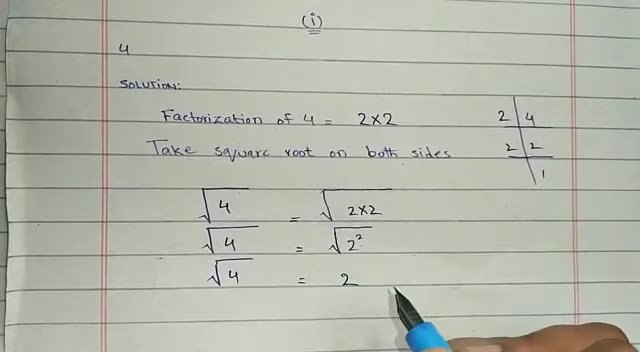 (i)
4
SOLUTION:
Factorization of 4 = 2×2
Take square root on both sides
2 | 4
2 | 2
| 1
√4 = √2×2
√4 = √2²
√4 = 2